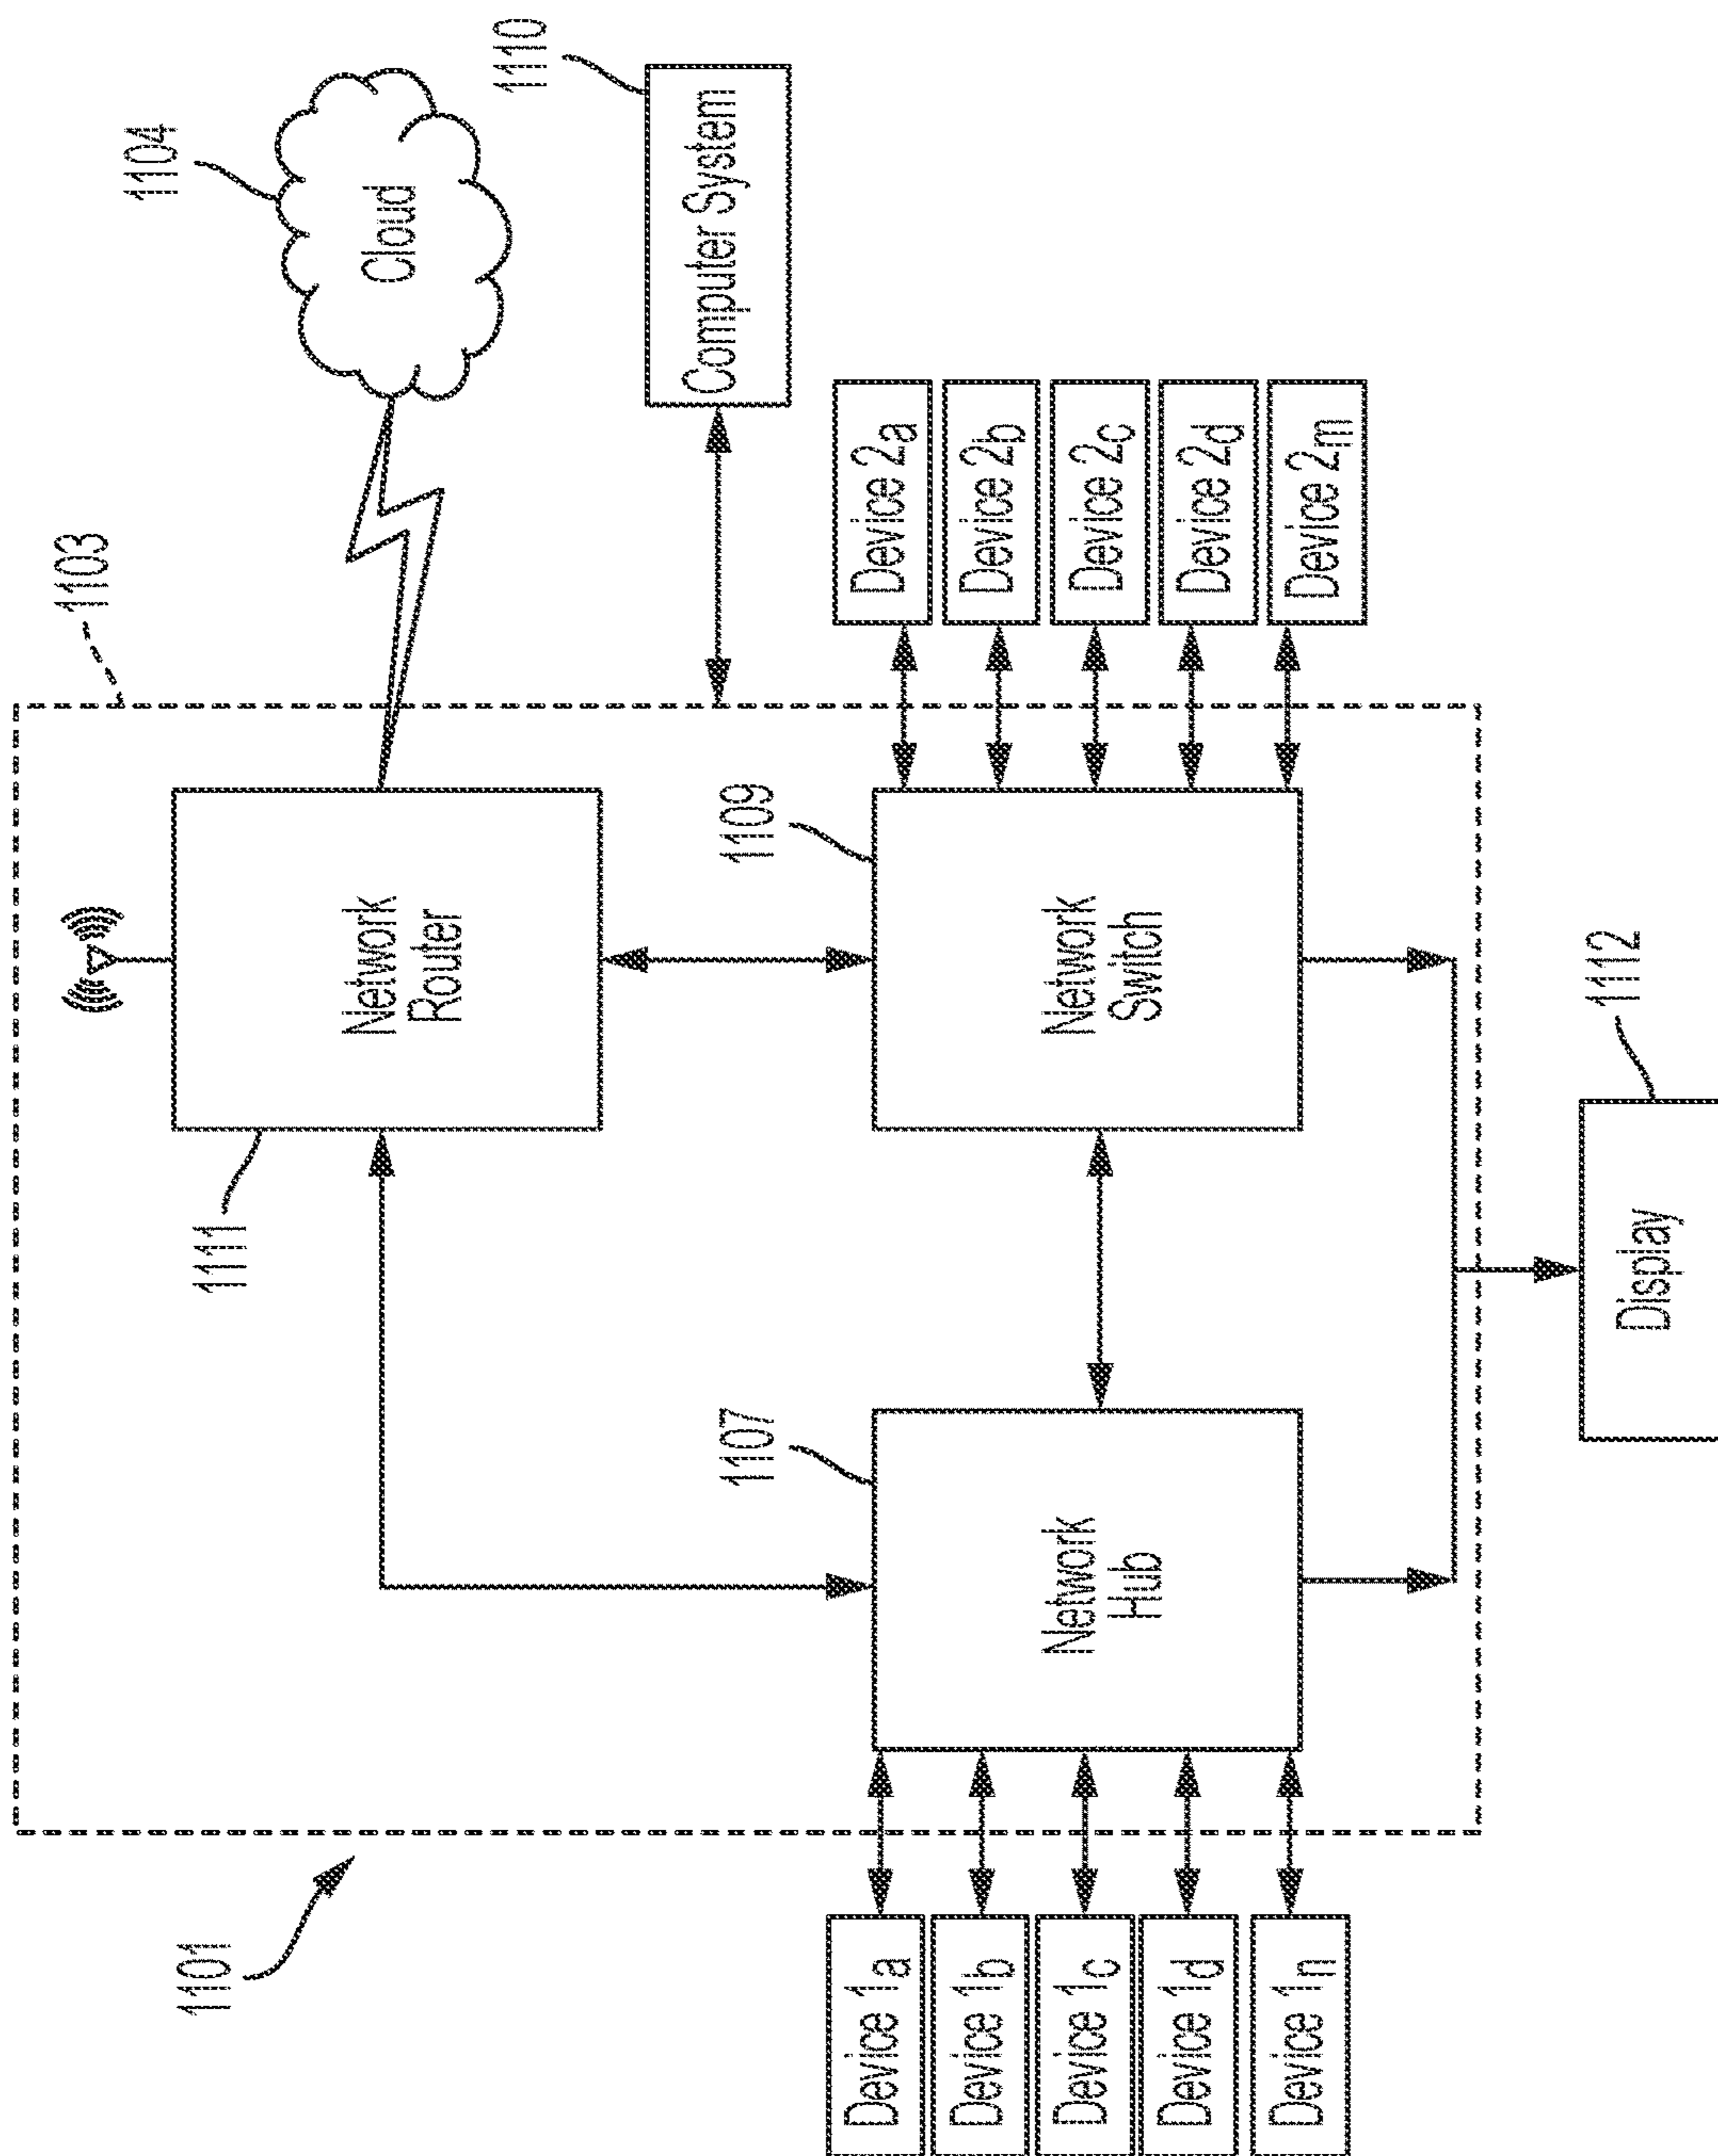 1101
1103
1104
Cloud
1110
Computer System
1111
Network
Router
1107
Network
Hub
1109
Network
Switch
Device 1a
Device 1b
Device 1c
Device 1d
Device 1n
Device 2a
Device 2b
Device 2c
Device 2d
Device 2m
1112
Display